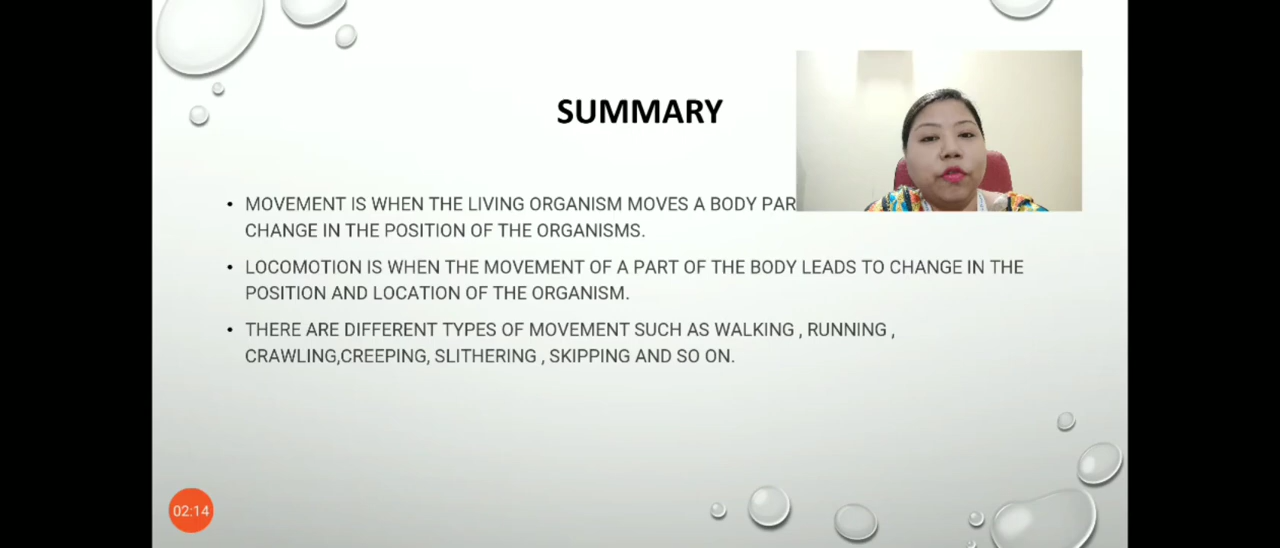 SUMMARY
• MOVEMENT IS WHEN THE LIVING ORGANISM MOVES A BODY
CHANGE IN THE POSITION OF THE ORGANISMS.
• LOCOMOTION IS WHEN THE MOVEMENT OF A PART OF THE BODY LEADS TO CHANGE IN THE
POSITION AND LOCATION OF THE ORGANISM.
• THERE ARE DIFFERENT TYPES OF MOVEMENT SUCH AS WALKING , RUNNING ,
CRAWLING,CREEPING, SLITHERING , SKIPPING AND SO ON.
02:14